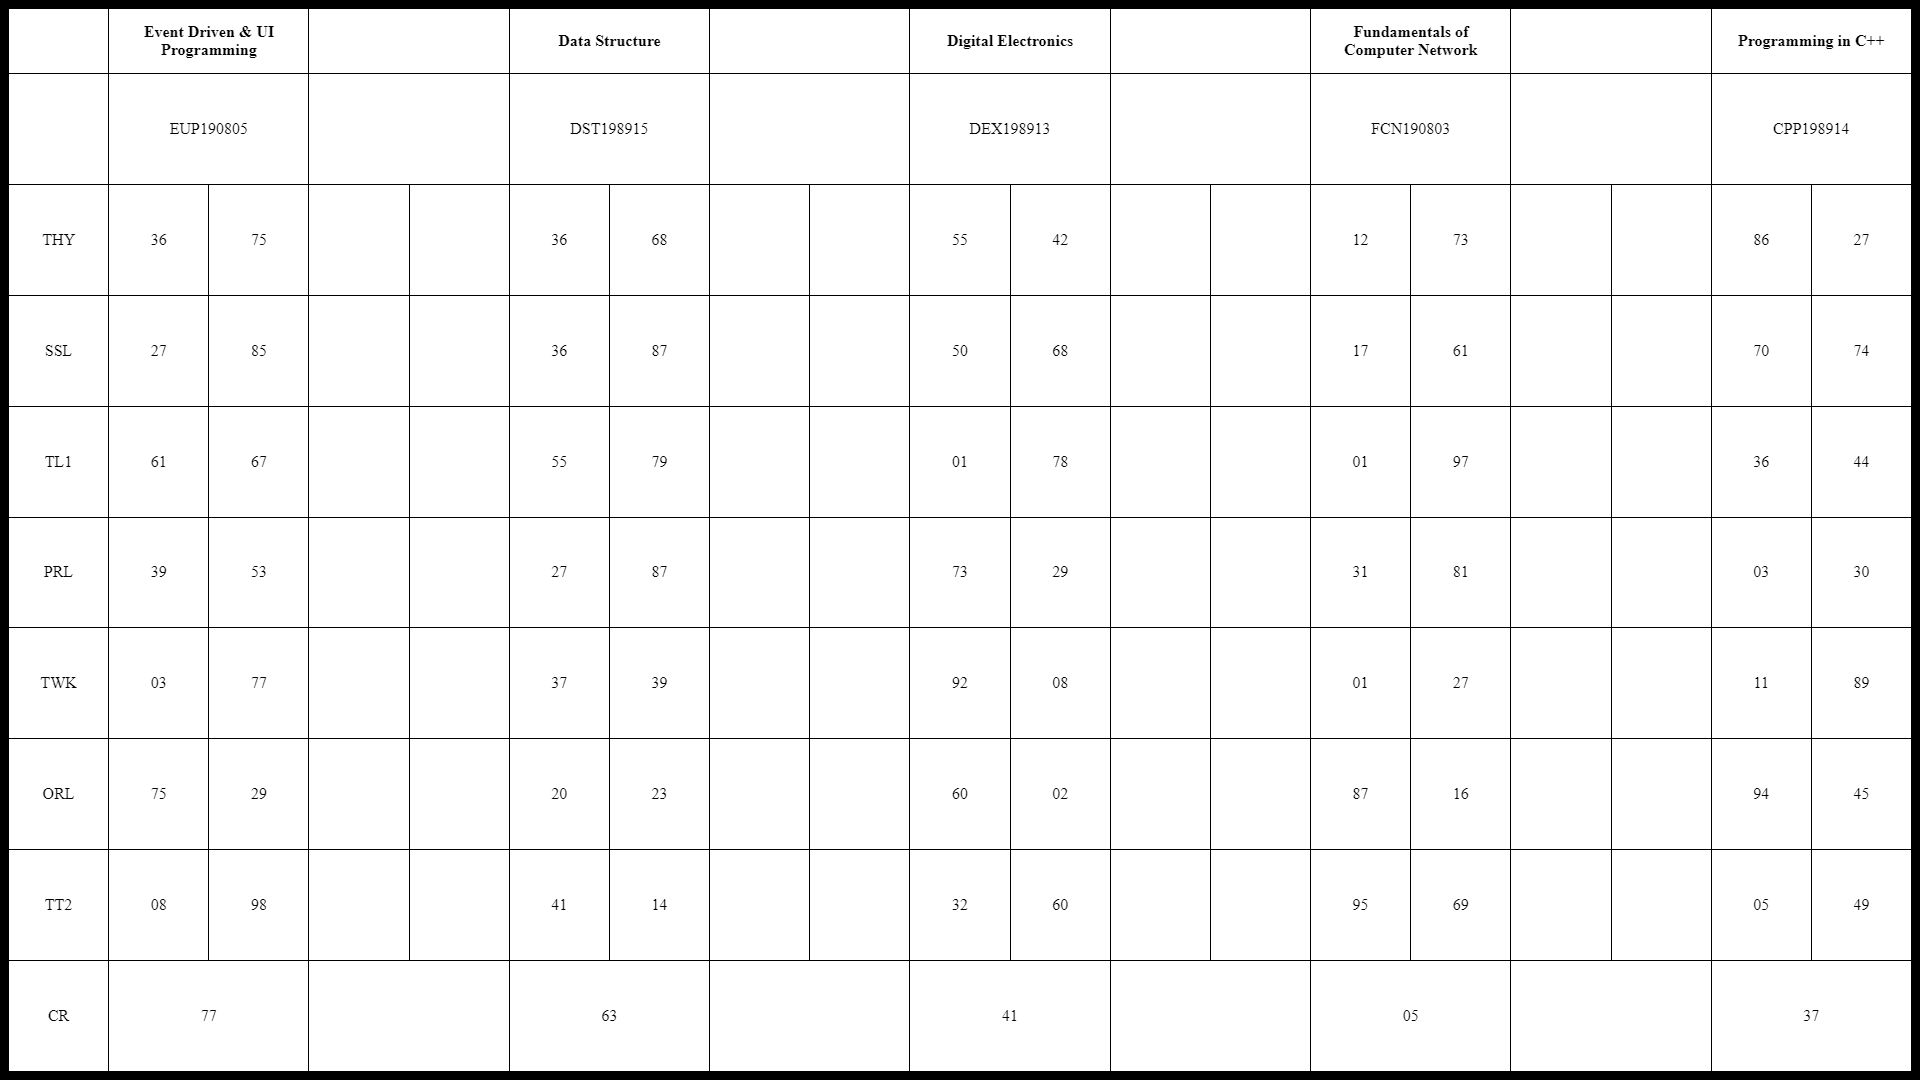 Event Driven & UI
Programming
Data Structure
Digital Electronics
Fundamentals of
Computer Network
Programming in C++
EUP190805 DST198915 DEX198913 FCN190803 CPP198914
THY 36 75 36 68 55 42 12 73 86 27
SSL 27 85 36 87 50 68 17 61 70 74
TL1 61 67 55 79 01 78 01 97 36 44
PRL 39 53 27 87 73 29 31 81 03 30
TWK 03 77 37 39 92 08 01 27 11 89
ORL 75 29 20 23 60 02 87 16 94 45
TT2 08 98 41 14 32 60 95 69 05 49
CR 77 63 41 05 37